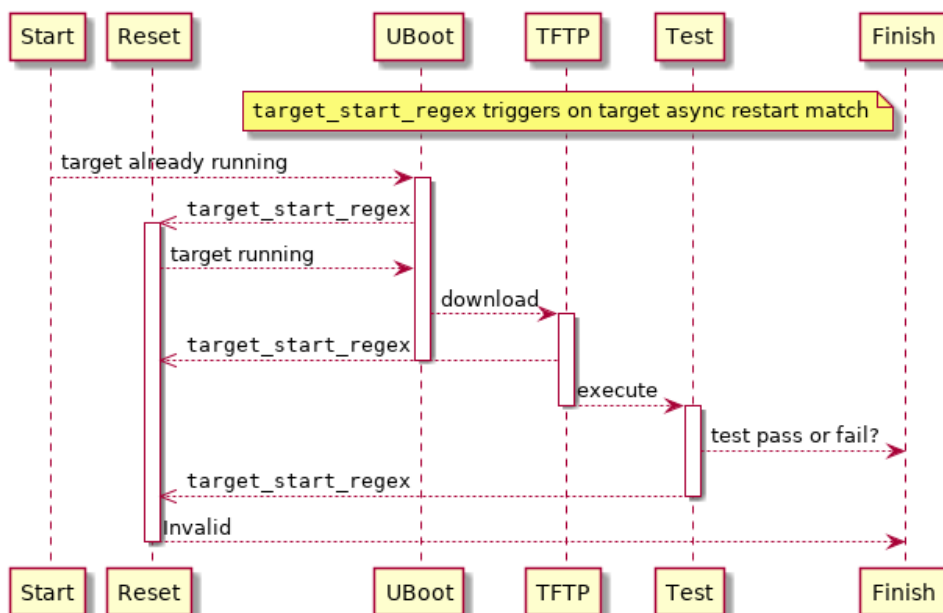 Start Reset UBoot TFTP Test Finish
target_start_regex triggers on target async restart match
target already running
target_start_regex
target running
download
target_start_regex
execute
test pass or fail?
target_start_regex
Invalid
Start Reset UBoot TFTP Test Finish